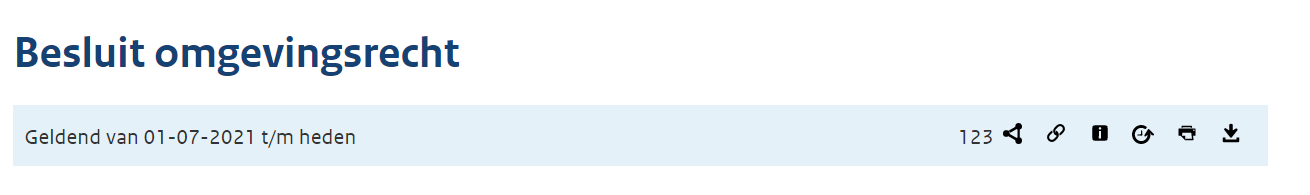 Besluit omgevingsrecht
Geldend van 01-07-2021 t/m heden 123